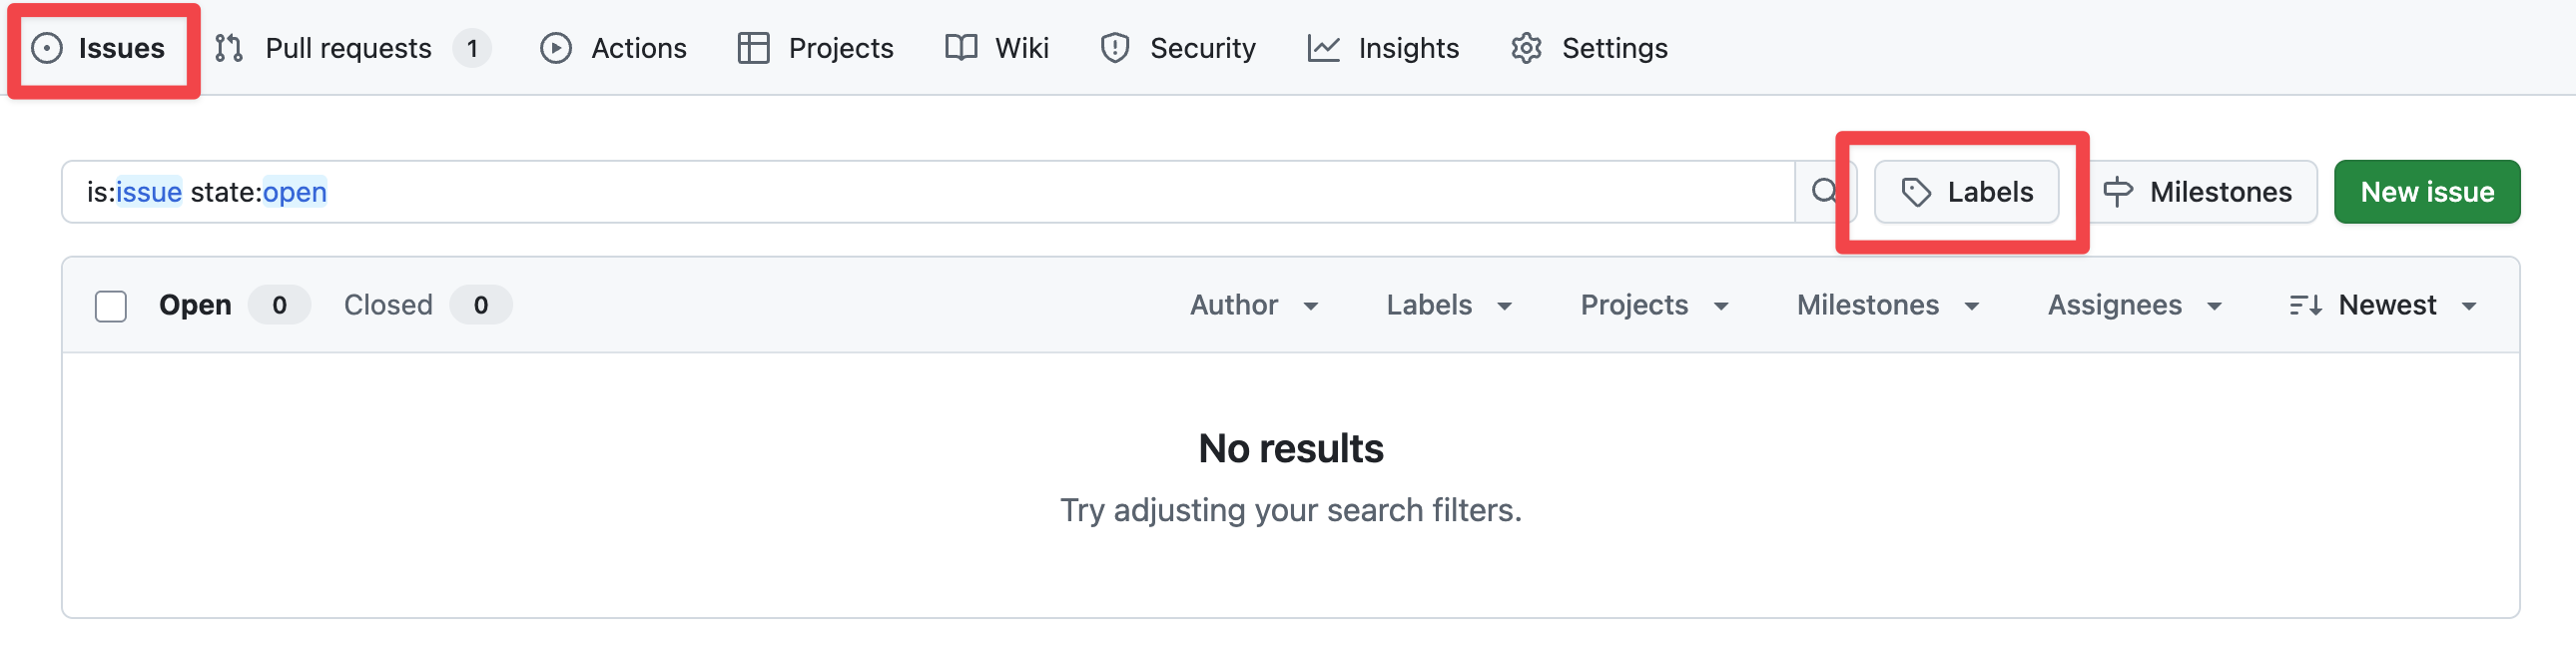 Issues Pull requests 1 Actions Projects Wiki Security Insights Settings
is:issue state:open Labels Milestones New issue
Open 0 Closed 0 Author Labels Projects Milestones Assignees Newest
No results
Try adjusting your search filters.